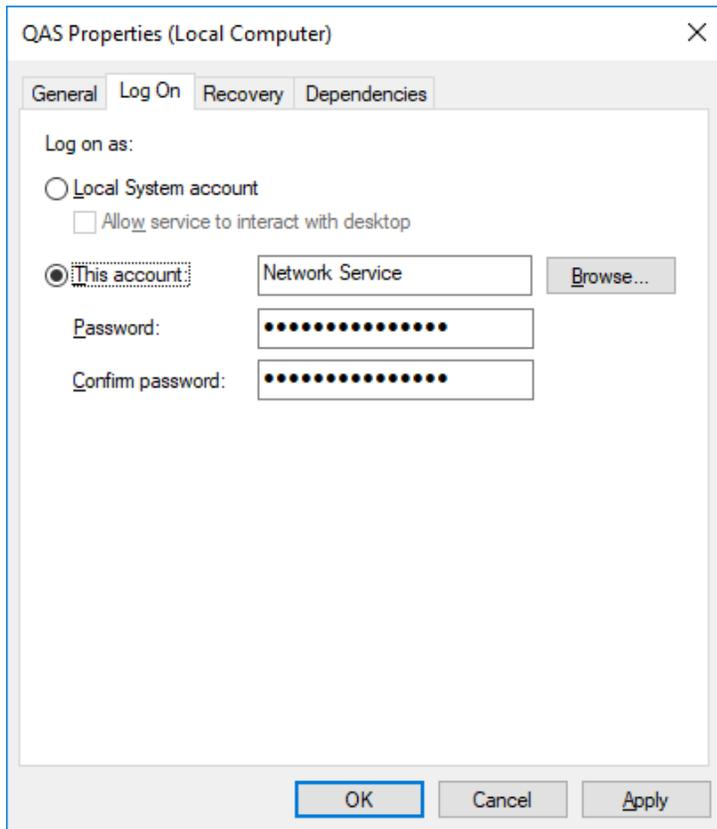 QAS Properties (Local Computer)
General Log On Recovery Dependencies
Log on as:
Local System account
Allow service to interact with desktop
This account: Network Service Browse...
Password: •••••••••••••••
Confirm password: •••••••••••••••
OK Cancel Apply